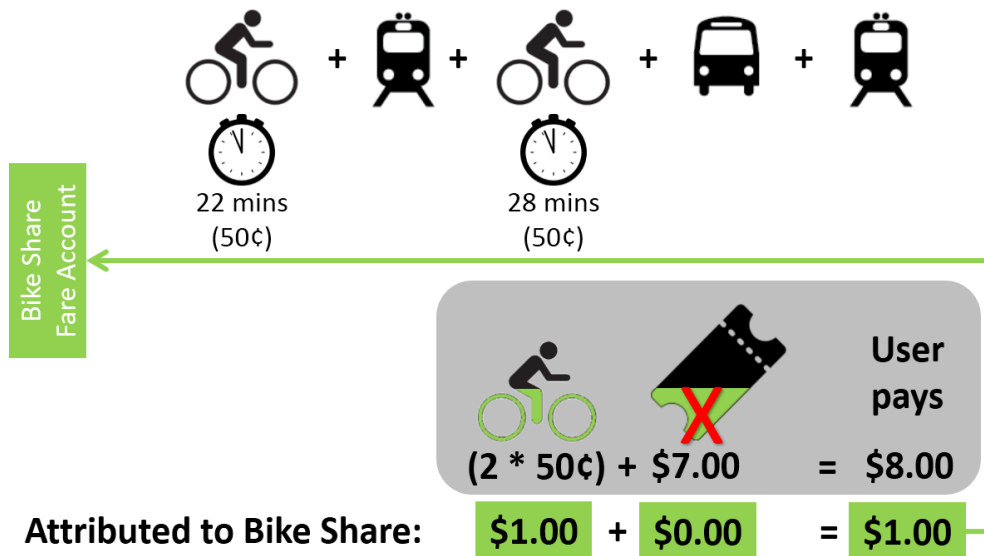 + + + +
22 mins
(50¢)
28 mins
(50¢)
Bike Share
Fare Account
User
pays
X
(2 * 50¢) + $7.00 = $8.00
Attributed to Bike Share: $1.00 + $0.00 = $1.00